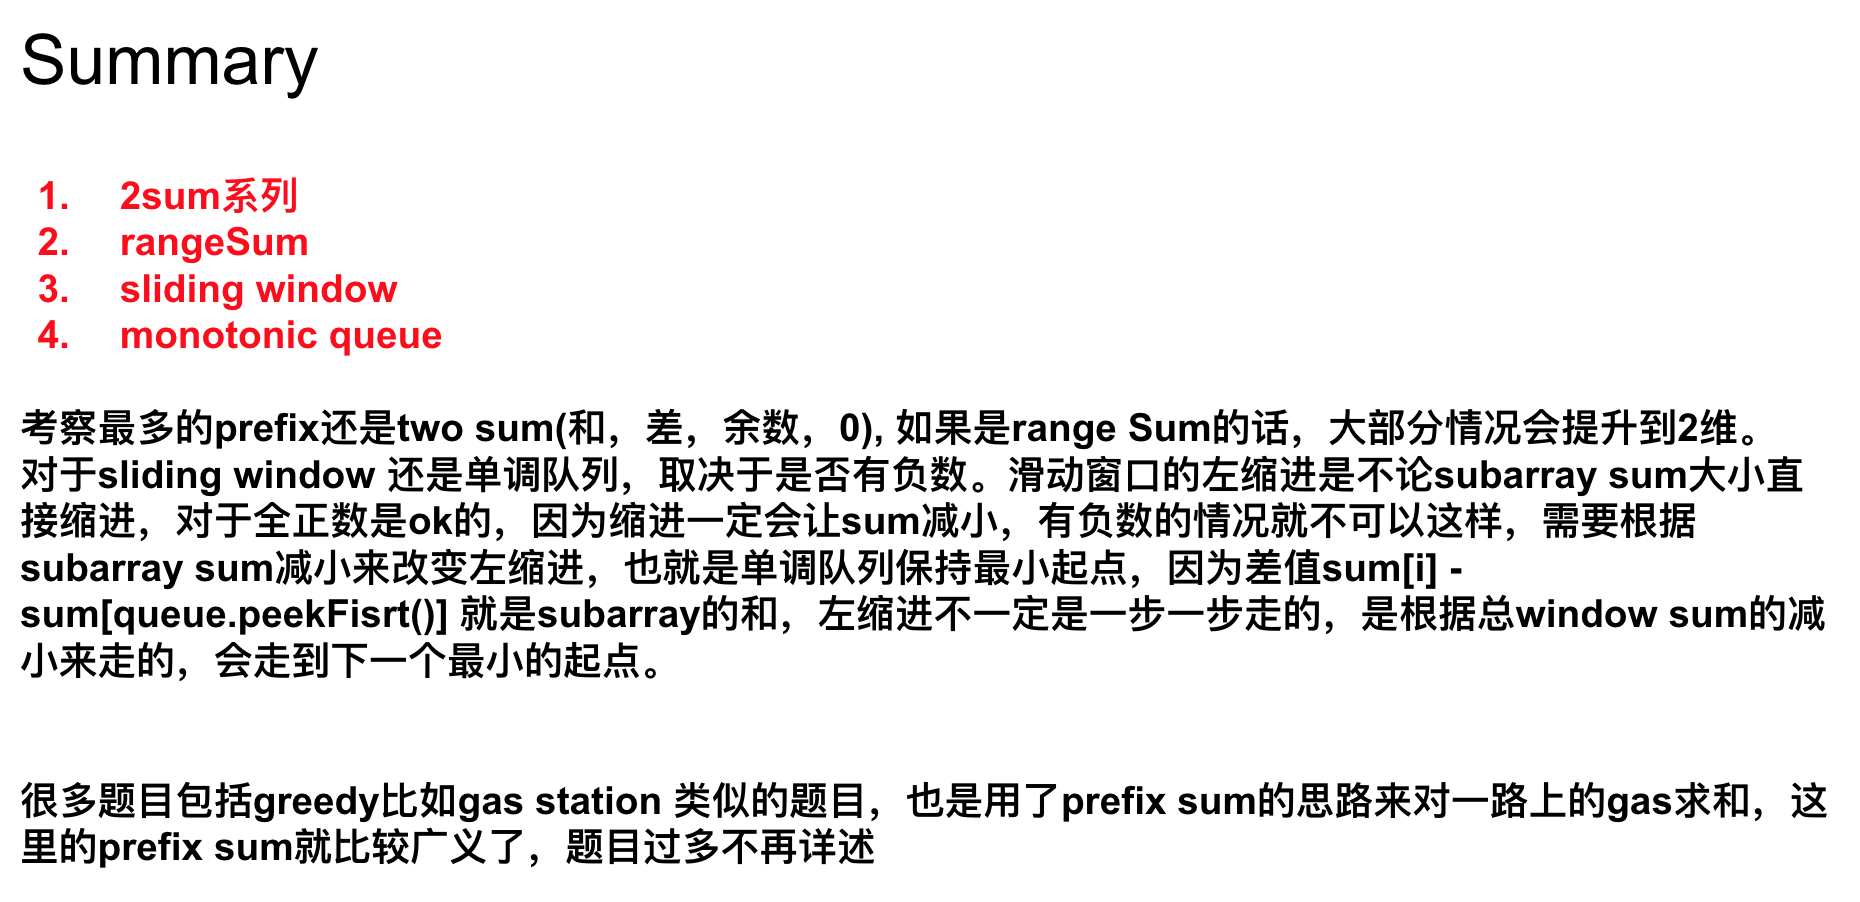 Summary
1. 2sum系列
2. rangeSum
3. sliding window
4. monotonic queue
考察最多的prefix还是two sum(和，差，余数，0), 如果是range Sum的话，大部分情况会提升到2维。
对于sliding window 还是单调队列，取决于是否有负数。滑动窗口的左缩进是不论subarray sum大小直
接缩进，对于全正数是ok的，因为缩进一定会让sum减小，有负数的情况就不可以这样，需要根据
subarray sum减小来改变左缩进，也就是单调队列保持最小起点，因为差值sum[i] -
sum[queue.peekFisrt()] 就是subarray的和，左缩进不一定是一步一步走的，是根据总window sum的减
小来走的，会走到下一个最小的起点。
很多题目包括greedy比如gas station 类似的题目，也是用了prefix sum的思路来对一路上的gas求和，这
里的prefix sum就比较广义了，题目过多不再详述